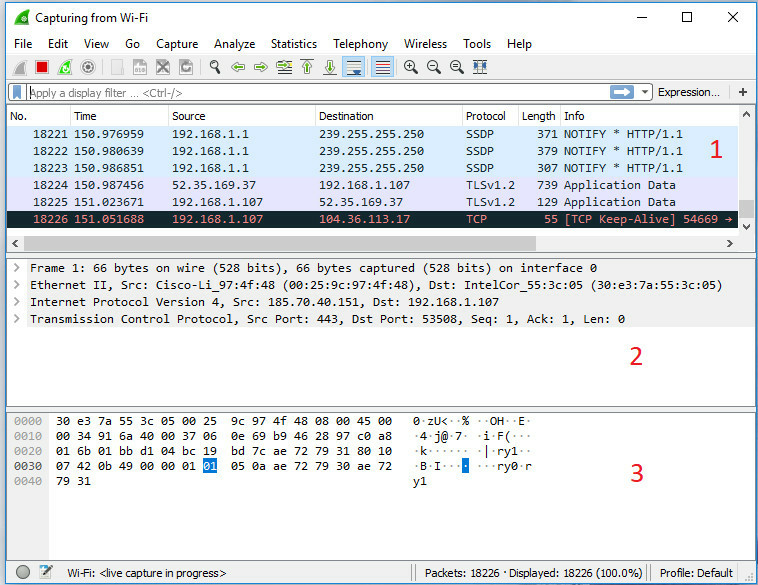 Capturing from Wi-Fi
File Edit View Go Capture Analyze Statistics Telephony Wireless Tools Help
Apply a display filter ... <Ctrl-/> Expression... +
No. Time Source Destination Protocol Length Info
18221 150.976959 192.168.1.1 239.255.255.250 SSDP 371 NOTIFY * HTTP/1.1
18222 150.980639 192.168.1.1 239.255.255.250 SSDP 379 NOTIFY * HTTP/1.1
1
18223 150.986851 192.168.1.1 239.255.255.250 SSDP 307 NOTIFY * HTTP/1.1
18224 150.987456 52.35.169.37 192.168.1.107 TLSv1.2 739 Application Data
18225 151.023671 192.168.1.107 52.35.169.37 TLSv1.2 129 Application Data
18226 151.051688 192.168.1.107 104.36.113.17 TCP 55 [TCP Keep-Alive] 54669 →
Frame 1: 66 bytes on wire (528 bits), 66 bytes captured (528 bits) on interface 0
Ethernet II, Src: Cisco-Li_97:4f:48 (00:25:9c:97:4f:48), Dst: IntelCor_55:3c:05 (30:e3:7a:55:3c:05)
Internet Protocol Version 4, Src: 185.70.40.151, Dst: 192.168.1.107
Transmission Control Protocol, Src Port: 443, Dst Port: 53508, Seq: 1, Ack: 1, Len: 0
2
0000 30 e3 7a 55 3c 05 00 25 9c 97 4f 48 08 00 45 00 0·zU<··% ··OH··E·
0010 00 34 91 6a 40 00 37 06 0e 69 b9 46 28 97 c0 a8 ·4·j@·7· ·i·F(···
0020 01 6b 01 bb d1 04 bc 19 bd 7c ae 72 79 31 80 10 ·k······ ·|·ry1··
0030 07 42 0b 49 00 00 01 01 05 0a ae 72 79 30 ae 72 ·B·I···· ···ry0·r
0040 79 31 y1
3
Wi-Fi: <live capture in progress> Packets: 18226 · Displayed: 18226 (100.0%) Profile: Default